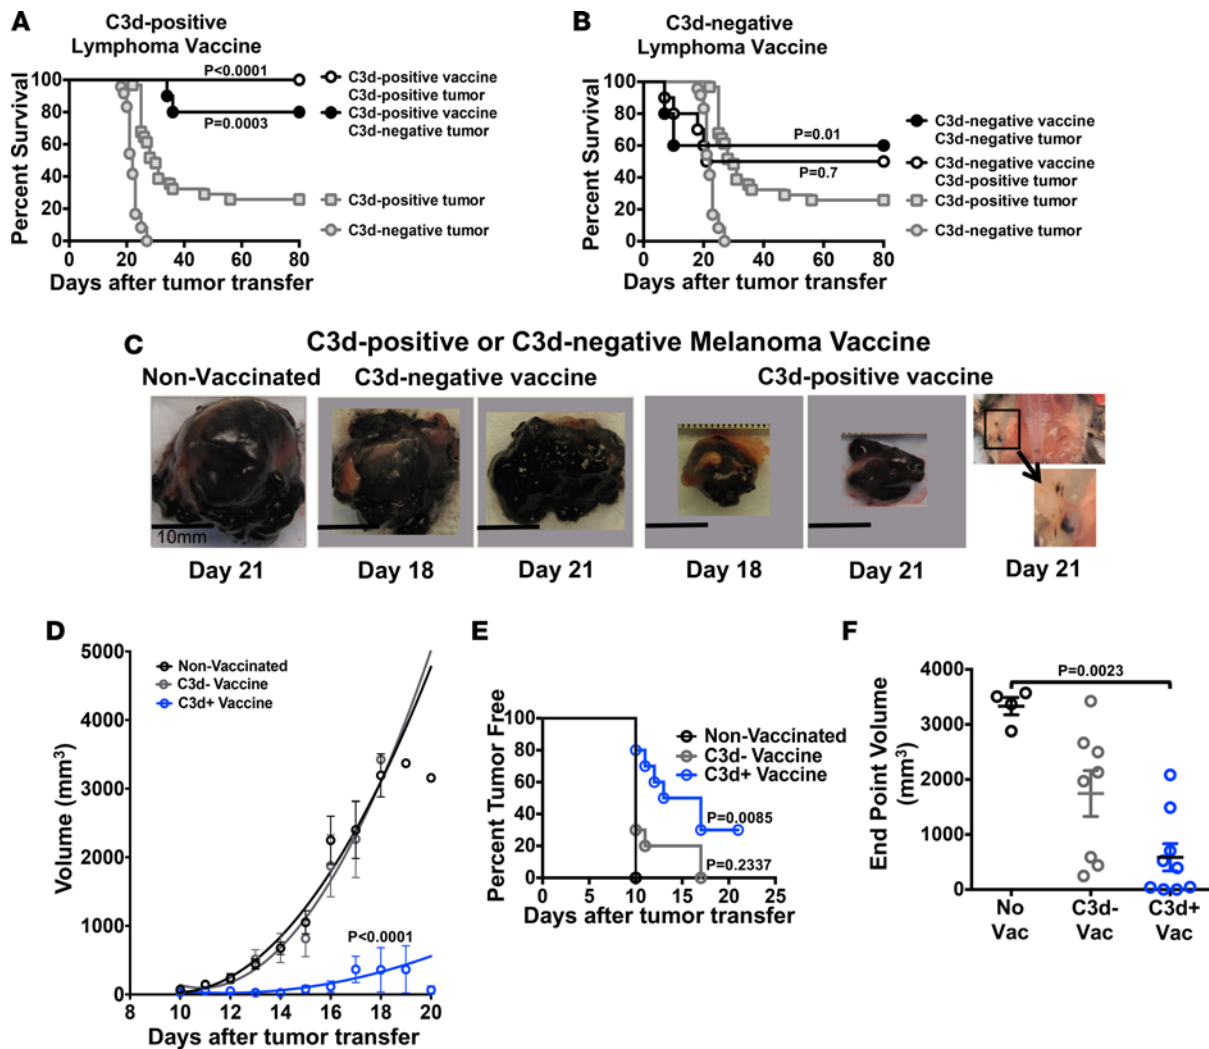 A
C3d-positive
Lymphoma Vaccine
Percent Survival
100
80
60
40
20
0
P<0.0001
P=0.0003
C3d-positive vaccine
C3d-positive tumor
C3d-positive vaccine
C3d-negative tumor
C3d-positive tumor
C3d-negative tumor
0 20 40 60 80
Days after tumor transfer
B
C3d-negative
Lymphoma Vaccine
Percent Survival
100
80
60
40
20
0
P=0.01
P=0.7
C3d-negative vaccine
C3d-negative tumor
C3d-negative vaccine
C3d-positive tumor
C3d-positive tumor
C3d-negative tumor
0 20 40 60 80
Days after tumor transfer
C
C3d-positive or C3d-negative Melanoma Vaccine
Non-Vaccinated
C3d-negative vaccine
C3d-positive vaccine
10mm
Day 21
Day 18
Day 21
Day 18
Day 21
Day 21
D
Volume (mm3)
5000
4000
3000
2000
1000
0
Non-Vaccinated
C3d- Vaccine
C3d+ Vaccine
P<0.0001
8 10 12 14 16 18 20
Days after tumor transfer
E
Percent Tumor Free
100
80
60
40
20
0
Non-Vaccinated
C3d- Vaccine
C3d+ Vaccine
P=0.0085
P=0.2337
0 5 10 15 20 25
Days after tumor transfer
F
End Point Volume
(mm3)
4000
3000
2000
1000
0
P=0.0023
No
Vac
C3d-
Vac
C3d+
Vac